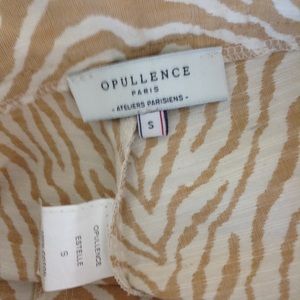 OPULLENCE
PARIS
- ATELIERS PARISIENS -
S
OPULLENCE
ESTELLE
S